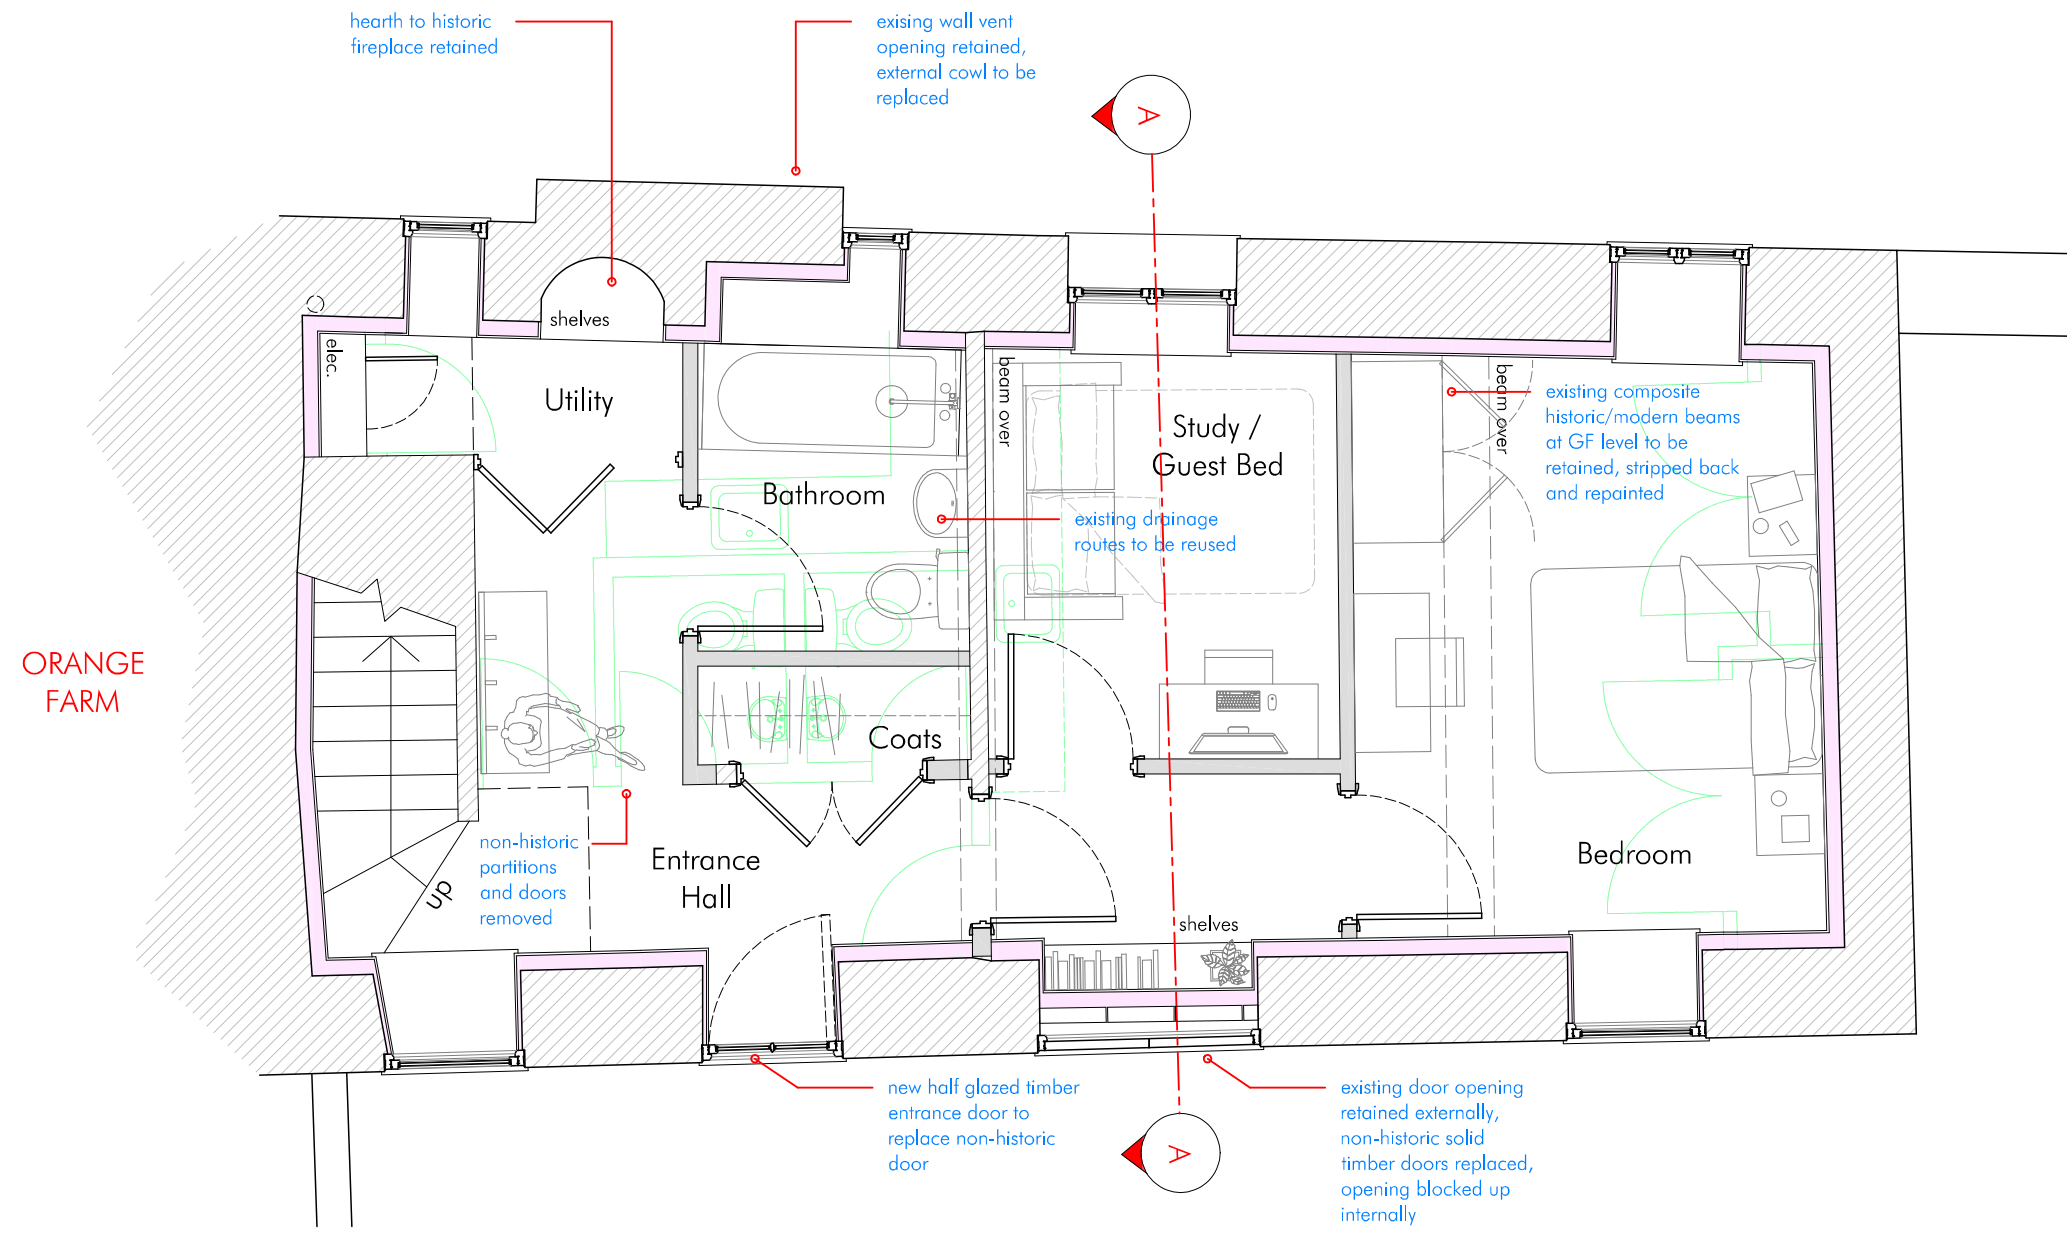 hearth to historic
fireplace retained
exising wall vent
opening retained,
external cowl to be
replaced
A
shelves
elec.
Utility
beam over
Study /
Guest Bed
beam over
existing composite
historic/modern beams
at GF level to be
retained, stripped back
and repainted
Bathroom
existing drainage
routes to be reused
ORANGE
FARM
Coats
non-historic
partitions
and doors
removed
up
Entrance
Hall
Bedroom
shelves
new half glazed timber
entrance door to
replace non-historic
door
existing door opening
retained externally,
non-historic solid
timber doors replaced,
opening blocked up
internally
A